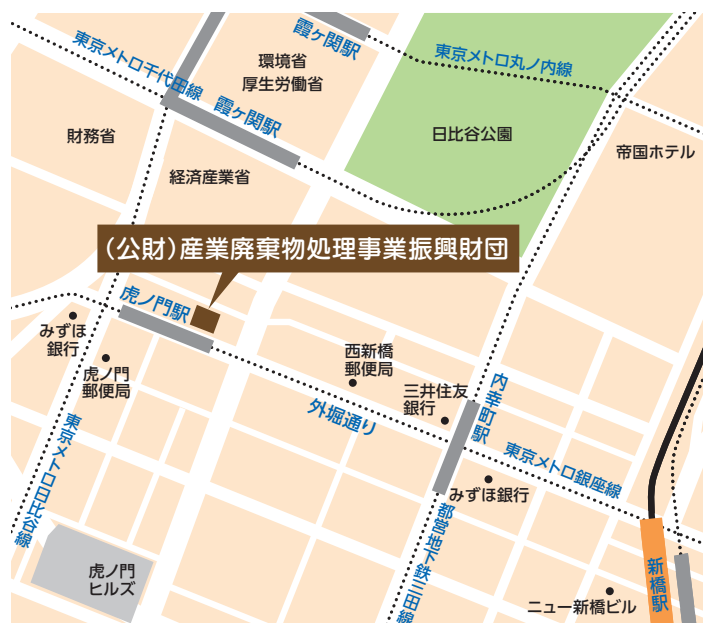 霞ヶ関駅
東京メトロ千代田線
環境省
厚生労働省
東京メトロ丸ノ内線
霞ヶ関駅
財務省
日比谷公園
帝国ホテル
経済産業省
（公財）産業廃棄物処理事業振興財団
虎ノ門駅
みずほ
銀行
虎ノ門
郵便局
西新橋
郵便局
三井住友
銀行
内幸町駅
外堀通り
東京メトロ銀座線
東京メトロ日比谷線
みずほ銀行
都営地下鉄三田線
虎ノ門
ヒルズ
新橋駅
ニュー新橋ビル